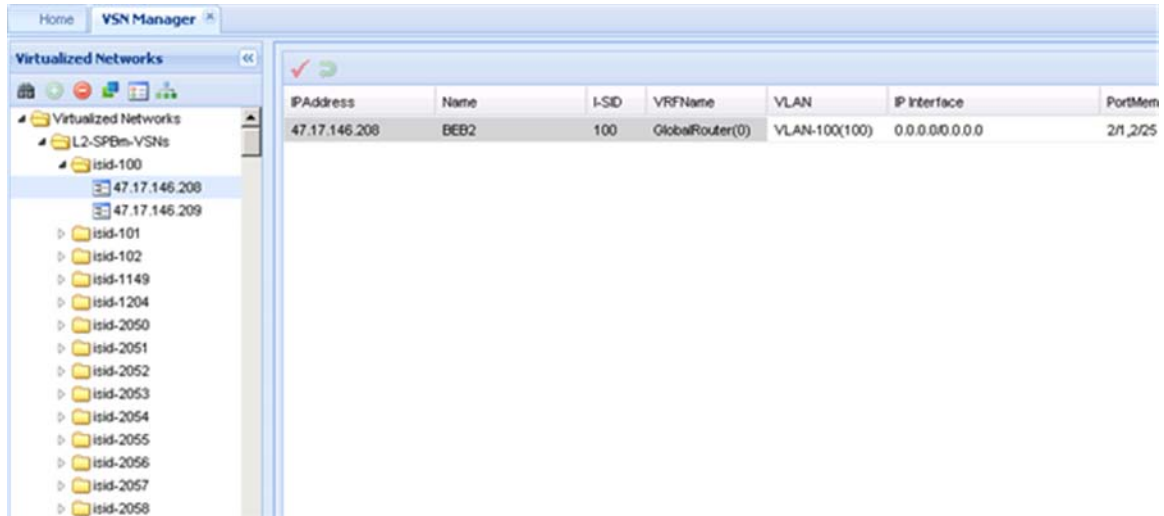 Home VSN Manager
Virtualized Networks
IPAddress Name I-SID VRFName VLAN IP Interface PortMem
47.17.146.208 BEB2 100 GlobalRouter(0) VLAN-100(100) 0.0.0.0/0.0.0.0 2/1,2/25
Virtualized Networks
L2-SPBm-VSNs
isid-100
47.17.146.208
47.17.146.209
isid-101
isid-102
isid-1149
isid-1204
isid-2050
isid-2051
isid-2052
isid-2053
isid-2054
isid-2055
isid-2056
isid-2057
isid-2058